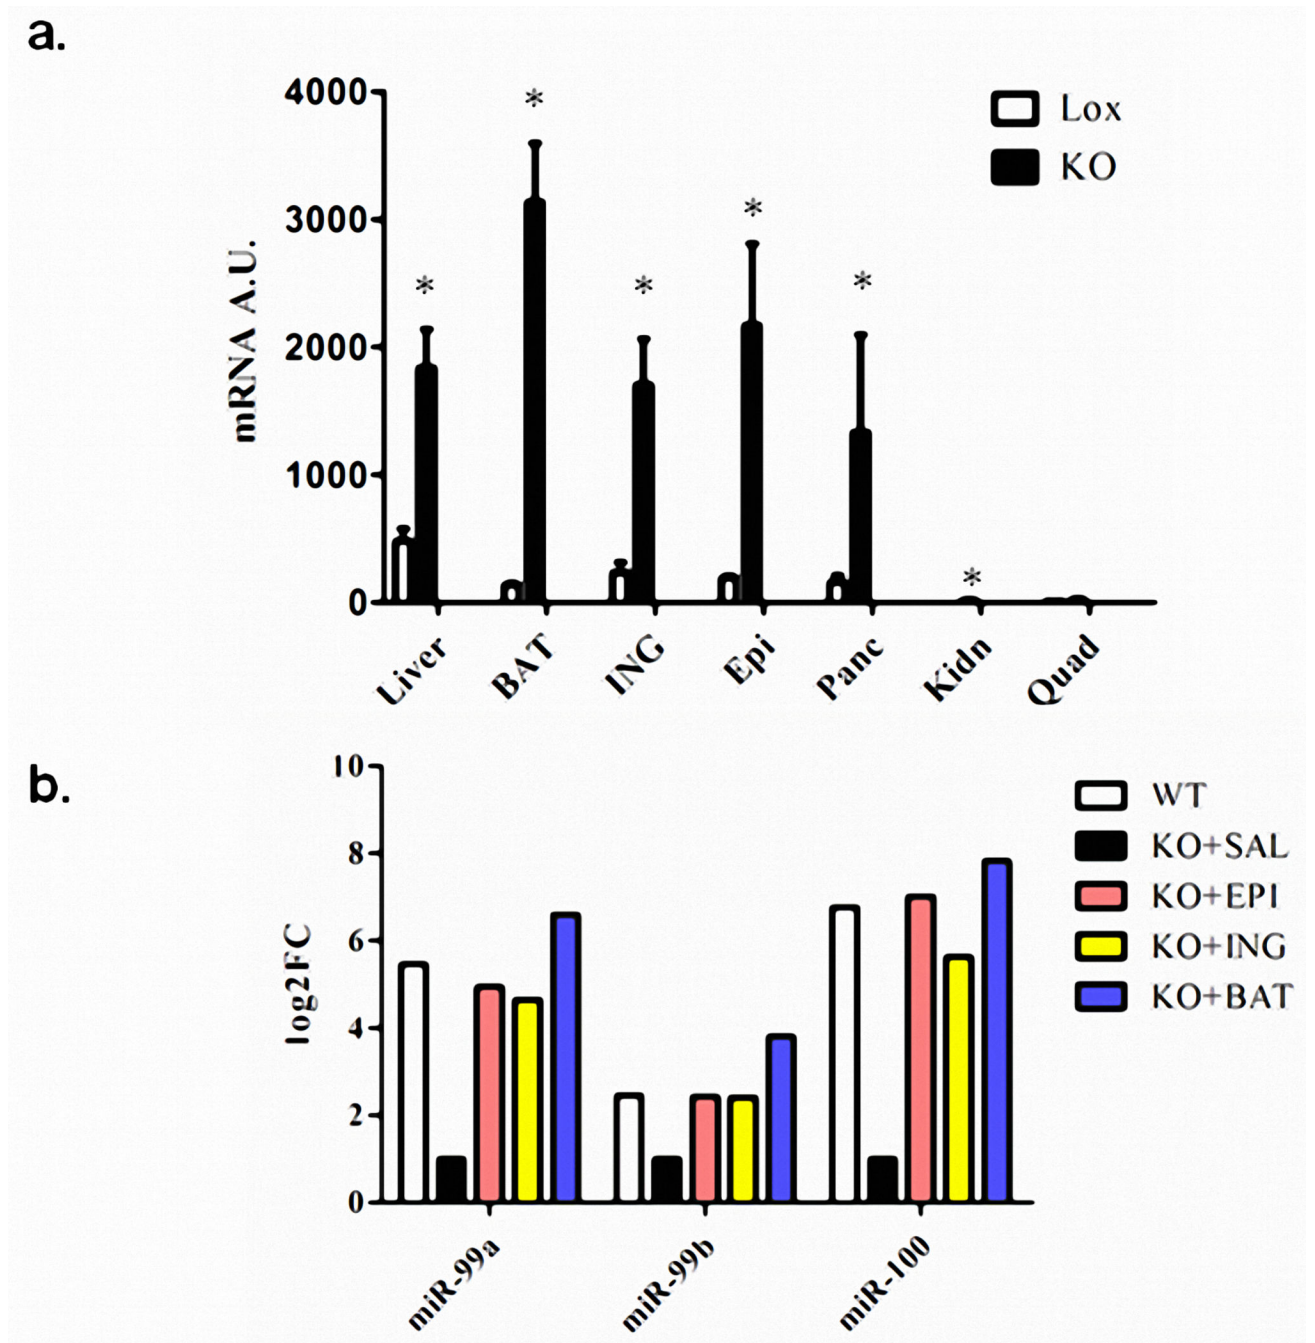 a.
4000
3000
2000
1000
0
mRNA A.U.
* * * * * *
Lox
KO
Liver BAT ING Epi Panc Kidn Quad
b.
10
8
6
4
2
0
log2FC
WT
KO+SAL
KO+EPI
KO+ING
KO+BAT
miR-99a miR-99b miR-100